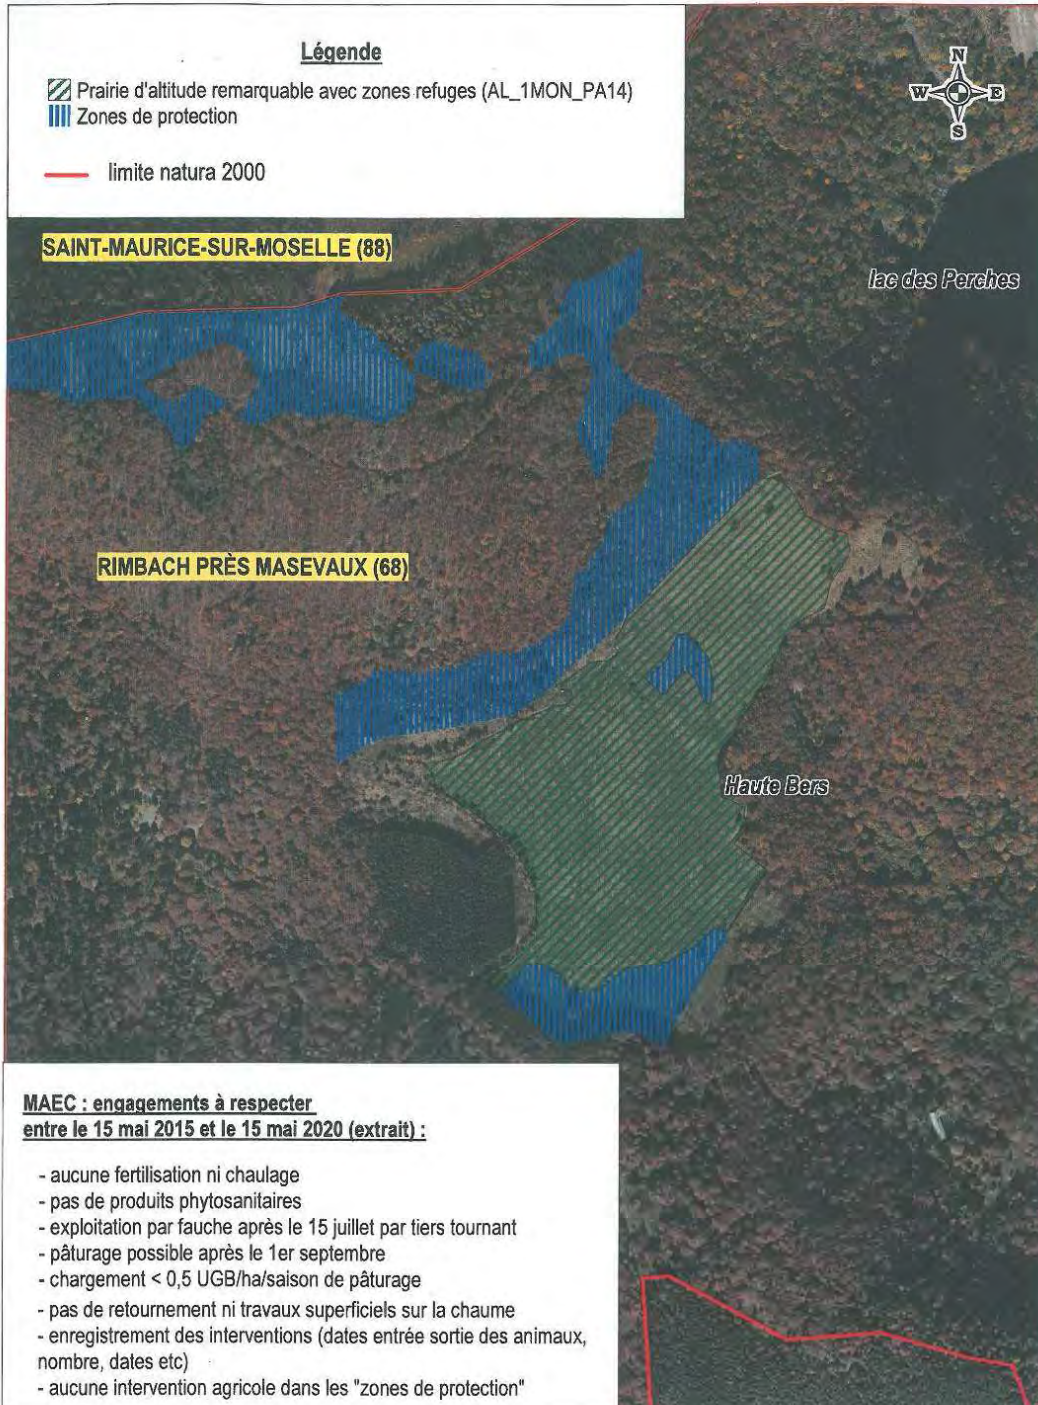 Légende
Prairie d'altitude remarquable avec zones refuges (AL_1MON_PA14)
Zones de protection
limite natura 2000
N
W E
S
SAINT-MAURICE-SUR-MOSELLE (88)
lac des Perches
RIMBACH PRÈS MASEVAUX (68)
Haute Bers
MAEC : engagements à respecter
entre le 15 mai 2015 et le 15 mai 2020 (extrait) :
- aucune fertilisation ni chaulage
- pas de produits phytosanitaires
- exploitation par fauche après le 15 juillet par tiers tournant
- pâturage possible après le 1er septembre
- chargement < 0,5 UGB/ha/saison de pâturage
- pas de retournement ni travaux superficiels sur la chaume
- enregistrement des interventions (dates entrée sortie des animaux,
nombre, dates etc)
- aucune intervention agricole dans les "zones de protection"